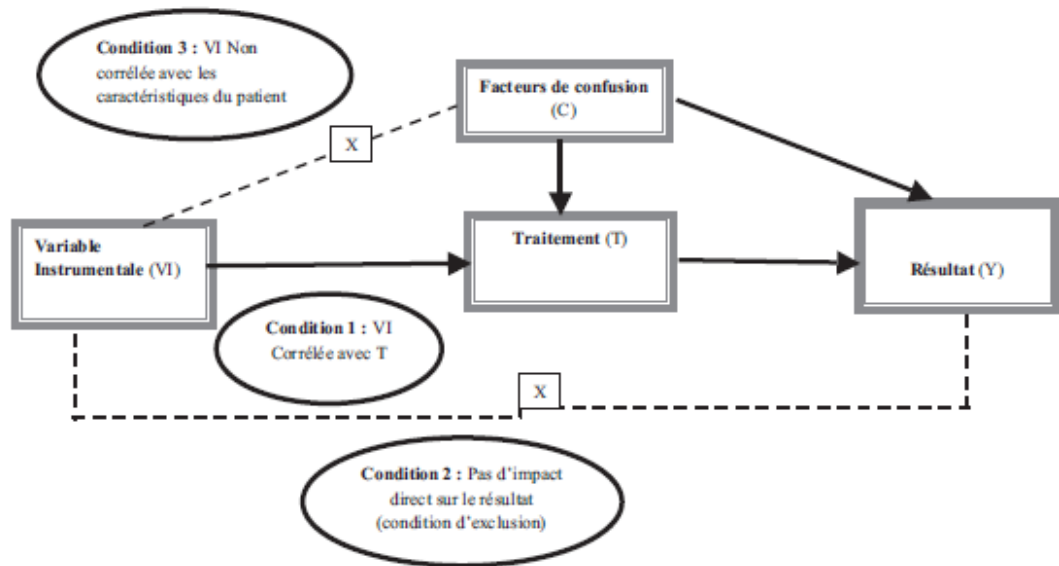 Condition 3 : VI Non
corrélée avec les
caractéristiques du patient
Facteurs de confusion
(C)
X
Variable
Instrumentale (VI)
Traitement (T)
Résultat (Y)
Condition 1 : VI
Corrélée avec T
X
Condition 2 : Pas d'impact
direct sur le résultat
(condition d'exclusion)